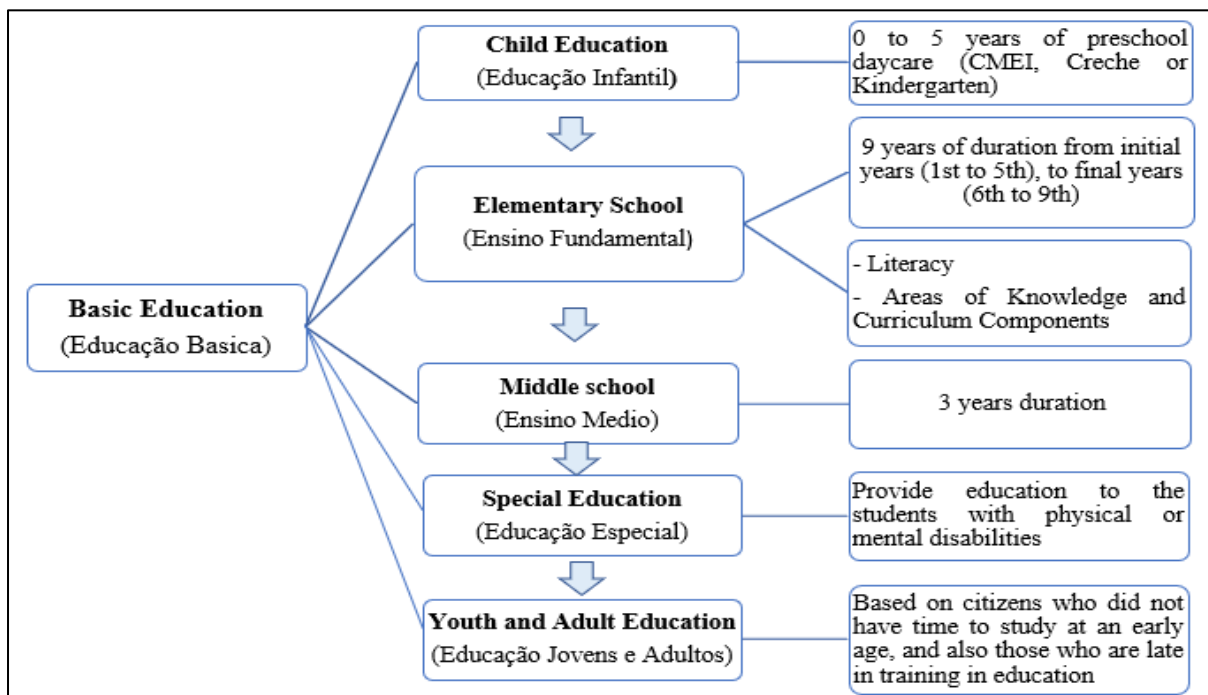 Child Education
(Educação Infantil)
0 to 5 years of preschool
daycare (CMEI, Creche or
Kindergarten)
Elementary School
(Ensino Fundamental)
9 years of duration from initial
years (1st to 5th), to final years
(6th to 9th)
- Literacy
- Areas of Knowledge and
Curriculum Components
Basic Education
(Educação Basica)
Middle school
(Ensino Medio)
3 years duration
Special Education
(Educação Especial)
Provide education to the
students with physical or
mental disabilities
Youth and Adult Education
(Educação Jovens e Adultos)
Based on citizens who did not
have time to study at an early
age, and also those who are late
in training in education